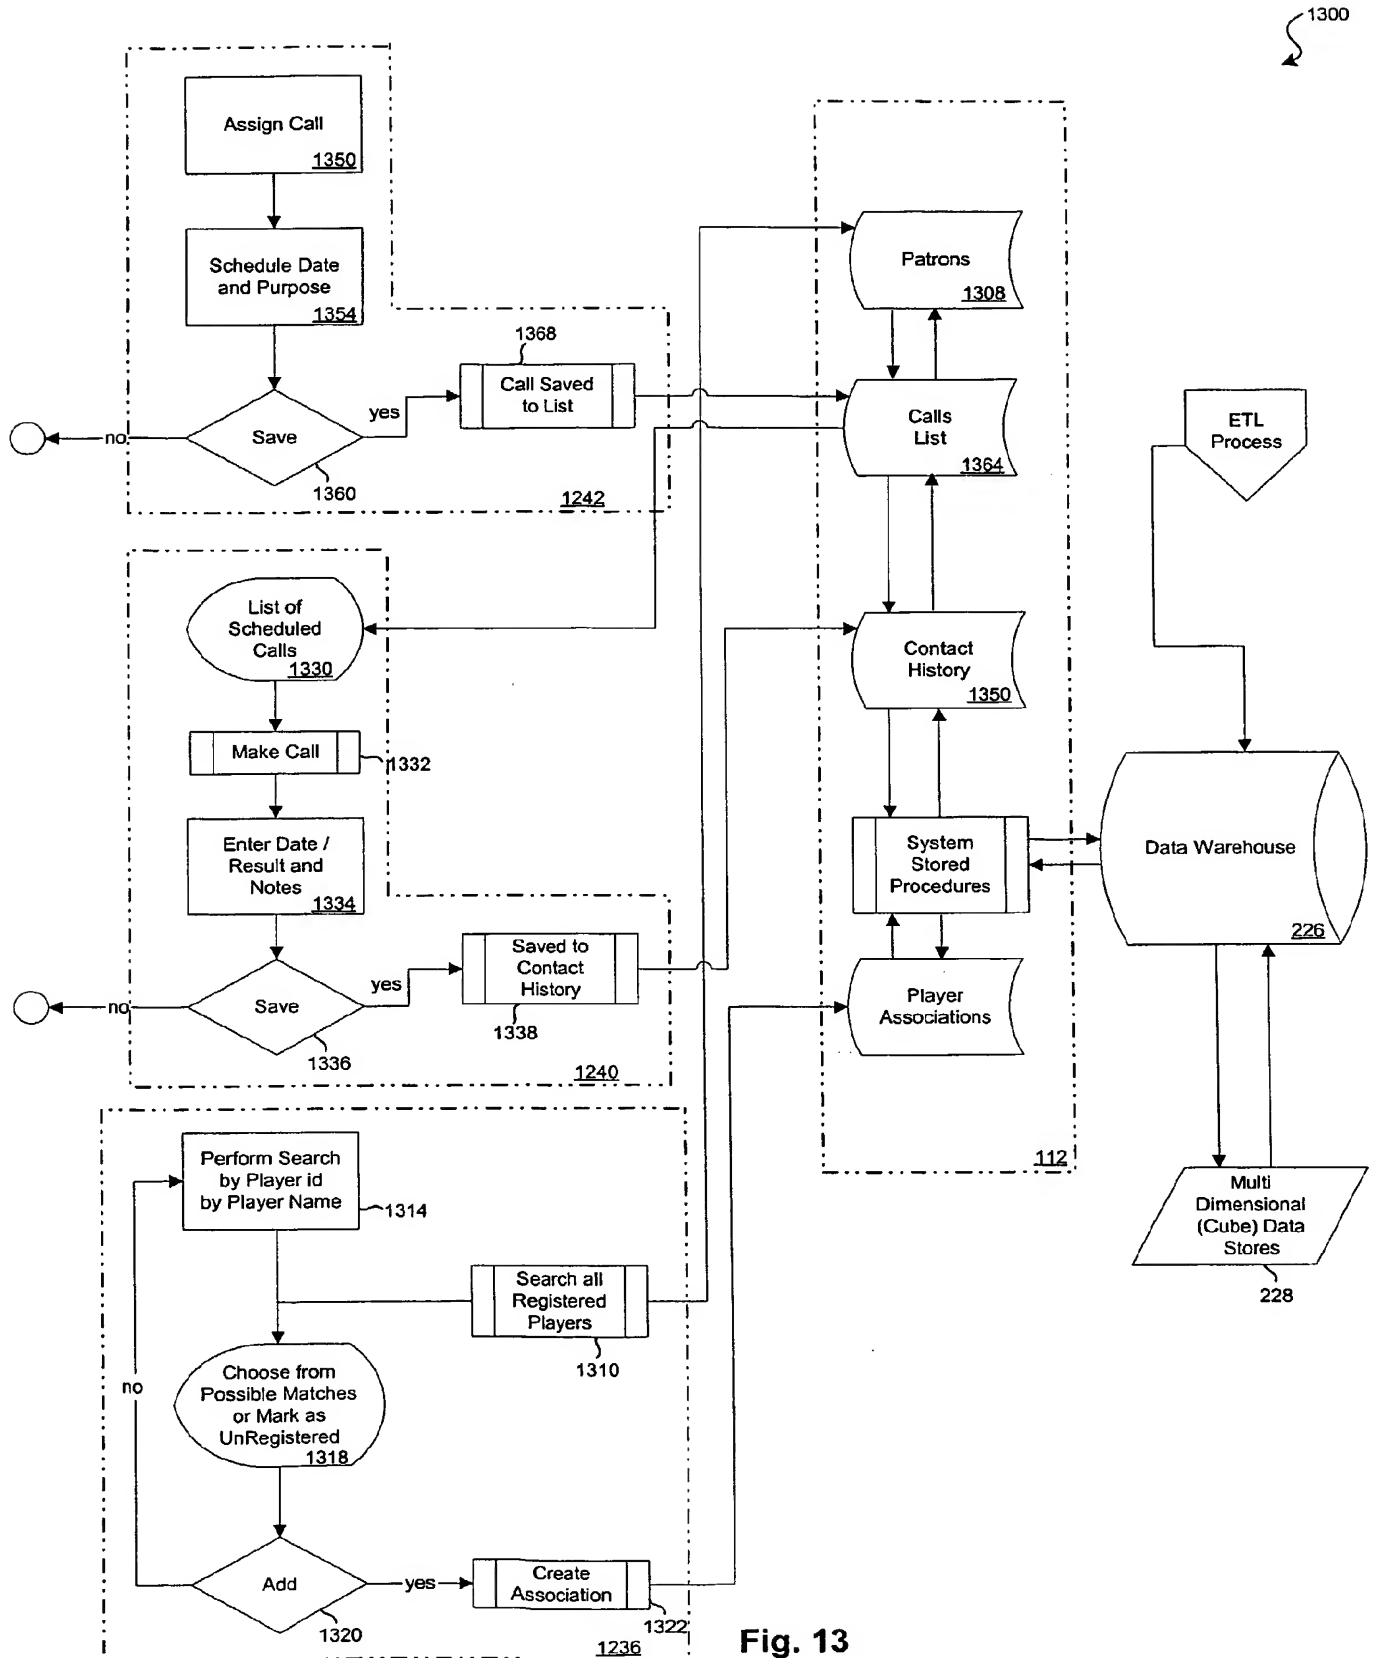 1300
Assign Call
1350
Schedule Date
and Purpose
1354
Save
1360
no
yes
1368
Call Saved
to List
1242
List of
Scheduled
Calls
1330
Make Call
1332
Enter Date /
Result and
Notes
1334
Save
1336
no
yes
Saved to
Contact
History
1338
1240
Perform Search
by Player id
by Player Name
1314
Search all
Registered
Players
1310
Choose from
Possible Matches
or Mark as
UnRegistered
1318
no
Add
1320
yes
Create
Association
1322
1236
Patrons
1308
Calls
List
1364
Contact
History
1350
System
Stored
Procedures
Player
Associations
112
ETL
Process
Data Warehouse
226
Multi
Dimensional
(Cube) Data
Stores
228
Fig. 13